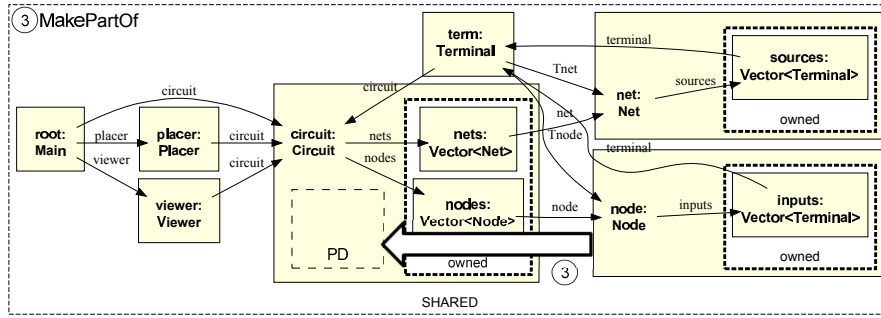 3 MakePartOf
term:
Terminal
terminal
sources:
Vector<Terminal>
Tnet
circuit
net:
Net
sources
owned
circuit
root:
Main
placer
placer:
Placer
circuit
circuit:
Circuit
nets
nets:
Vector<Net>
net
Tnode
viewer
circuit
nodes
terminal
viewer:
Viewer
nodes:
Vector<Node>
node
node:
Node
inputs
inputs:
Vector<Terminal>
PD
owned
3
owned
SHARED